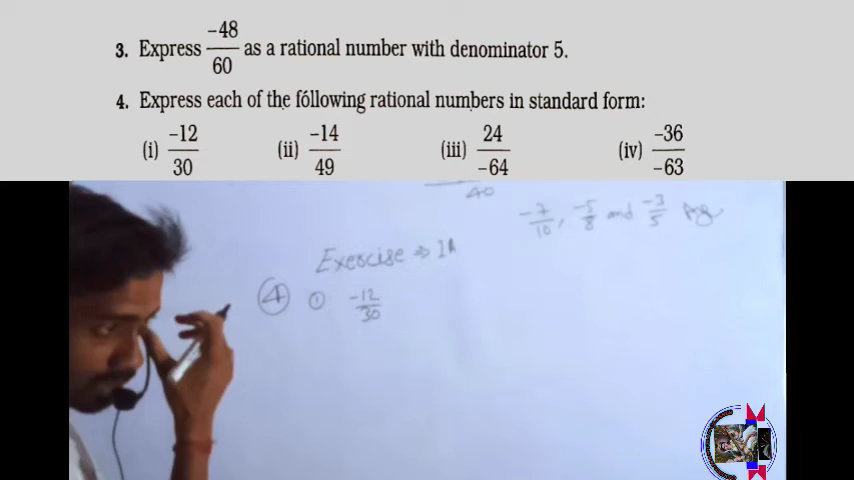 3. Express -48/60 as a rational number with denominator 5.
4. Express each of the following rational numbers in standard form:
(i) -12/30 (ii) -14/49 (iii) 24/-64 (iv) -36/-63
40
-7/10, -5/8 and -3/5 Ans
Exercise ⇒ 1A
④ ① -12/30